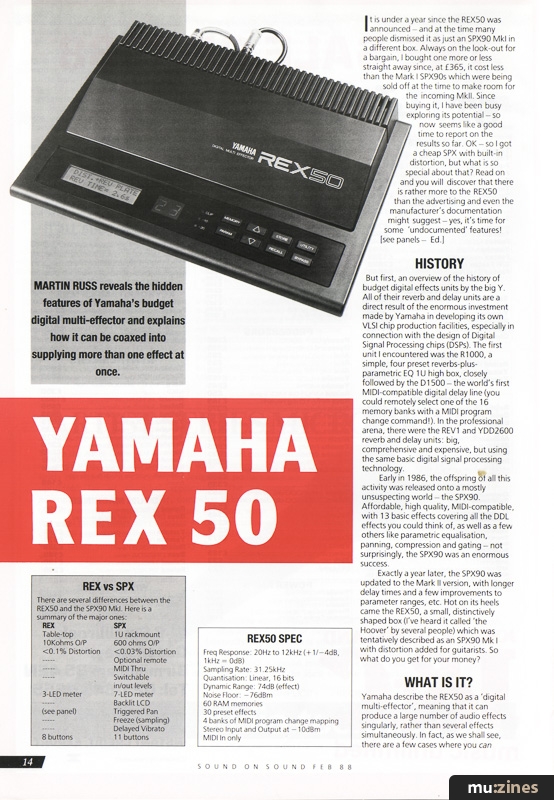 YAMAHA
DIGITAL MULTI-EFFECTOR
REX50
DIST.+REV PLATE
REV TIME= 2.6s
MEMORY
PARAM
STORE
UTILITY
RECALL
BYPASS
MARTIN RUSS reveals the hidden
features of Yamaha's budget
digital multi-effector and explains
how it can be coaxed into
supplying more than one effect at
once.
YAMAHA
REX 50
REX vs SPX
There are several differences between the
REX50 and the SPX90 MkI. Here is a
summary of the major ones:
REX SPX
Table-top 1U rackmount
10Kohms O/P 600 ohms O/P
<0.1% Distortion <0.03% Distortion
----- Optional remote
----- MIDI Thru
----- Switchable
in/out levels
3-LED meter 7-LED meter
----- Backlit LCD
(see panel) Triggered Pan
----- Freeze (sampling)
----- Delayed Vibrato
8 buttons 11 buttons
REX50 SPEC
Freq Response: 20Hz to 12kHz (+1/−4dB,
1kHz = 0dB)
Sampling Rate: 31.25kHz
Quantisation: Linear, 16 bits
Dynamic Range: 74dB (effect)
Noise Floor: −76dBm
60 RAM memories
30 preset effects
4 banks of MIDI program change mapping
Stereo Input and Output at −10dBm
MIDI In only
It is under a year since the REX50 was
announced – and at the time many
people dismissed it as just an SPX90 MkI in
a different box. Always on the look-out for
a bargain, I bought one more or less
straight away since, at £365, it cost less
than the Mark I SPX90s which were being
sold off at the time to make room for
the incoming MkII. Since
buying it, I have been busy
exploring its potential – so
now seems like a good
time to report on the
results so far. OK – so I got
a cheap SPX with built-in
distortion, but what is so
special about that? Read on
and you will discover that there
is rather more to the REX50
than the advertising and even the
manufacturer's documentation
might suggest – yes, it's time for
some 'undocumented' features!
[see panels – Ed.]
HISTORY
But first, an overview of the history of
budget digital effects units by the big Y.
All of their reverb and delay units are a
direct result of the enormous investment
made by Yamaha in developing its own
VLSI chip production facilities, especially in
connection with the design of Digital
Signal Processing chips (DSPs). The first
unit I encountered was the R1000, a
simple, four preset reverbs-plus-
parametric EQ 1U high box, closely
followed by the D1500 – the world's first
MIDI-compatible digital delay line (you
could remotely select one of the 16
memory banks with a MIDI program
change command!). In the professional
arena, there were the REV1 and YDD2600
reverb and delay units: big,
comprehensive and expensive, but using
the same basic digital signal processing
technology.
Early in 1986, the offspring of all this
activity was released onto a mostly
unsuspecting world – the SPX90.
Affordable, high quality, MIDI-compatible,
with 13 basic effects covering all the DDL
effects you could think of, as well as a few
others like parametric equalisation,
panning, compression and gating – not
surprisingly, the SPX90 was an enormous
success.
Exactly a year later, the SPX90 was
updated to the Mark II version, with longer
delay times and a few improvements to
parameter ranges, etc. Hot on its heels
came the REX50, a small, distinctively
shaped box (I've heard it called 'the
Hoover' by several people) which was
tentatively described as an SPX90 Mk I
with distortion added for guitarists. So
what do you get for your money?
WHAT IS IT?
Yamaha describe the REX50 as a 'digital
multi-effector', meaning that it can
produce a large number of audio effects
singularly, rather than several effects
simultaneously. In fact, as we shall see,
there are a few cases where you can
14
SOUND ON SOUND FEB 88
mu:zines